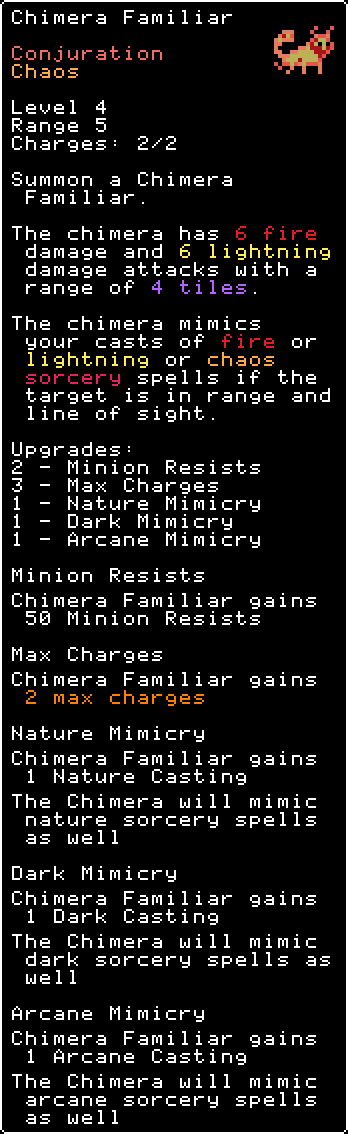 Chimera Familiar
Conjuration
Chaos
Level 4
Range 5
Charges: 2/2
Summon a Chimera
Familiar.
The chimera has 6 fire
damage and 6 lightning
damage attacks with a
range of 4 tiles.
The chimera mimics
your casts of fire or
lightning or chaos
sorcery spells if the
target is in range and
line of sight.
Upgrades:
2 - Minion Resists
3 - Max Charges
1 - Nature Mimicry
1 - Dark Mimicry
1 - Arcane Mimicry
Minion Resists
Chimera Familiar gains
50 Minion Resists
Max Charges
Chimera Familiar gains
2 max charges
Nature Mimicry
Chimera Familiar gains
1 Nature Casting
The Chimera will mimic
nature sorcery spells
as well
Dark Mimicry
Chimera Familiar gains
1 Dark Casting
The Chimera will mimic
dark sorcery spells as
well
Arcane Mimicry
Chimera Familiar gains
1 Arcane Casting
The Chimera will mimic
arcane sorcery spells
as well